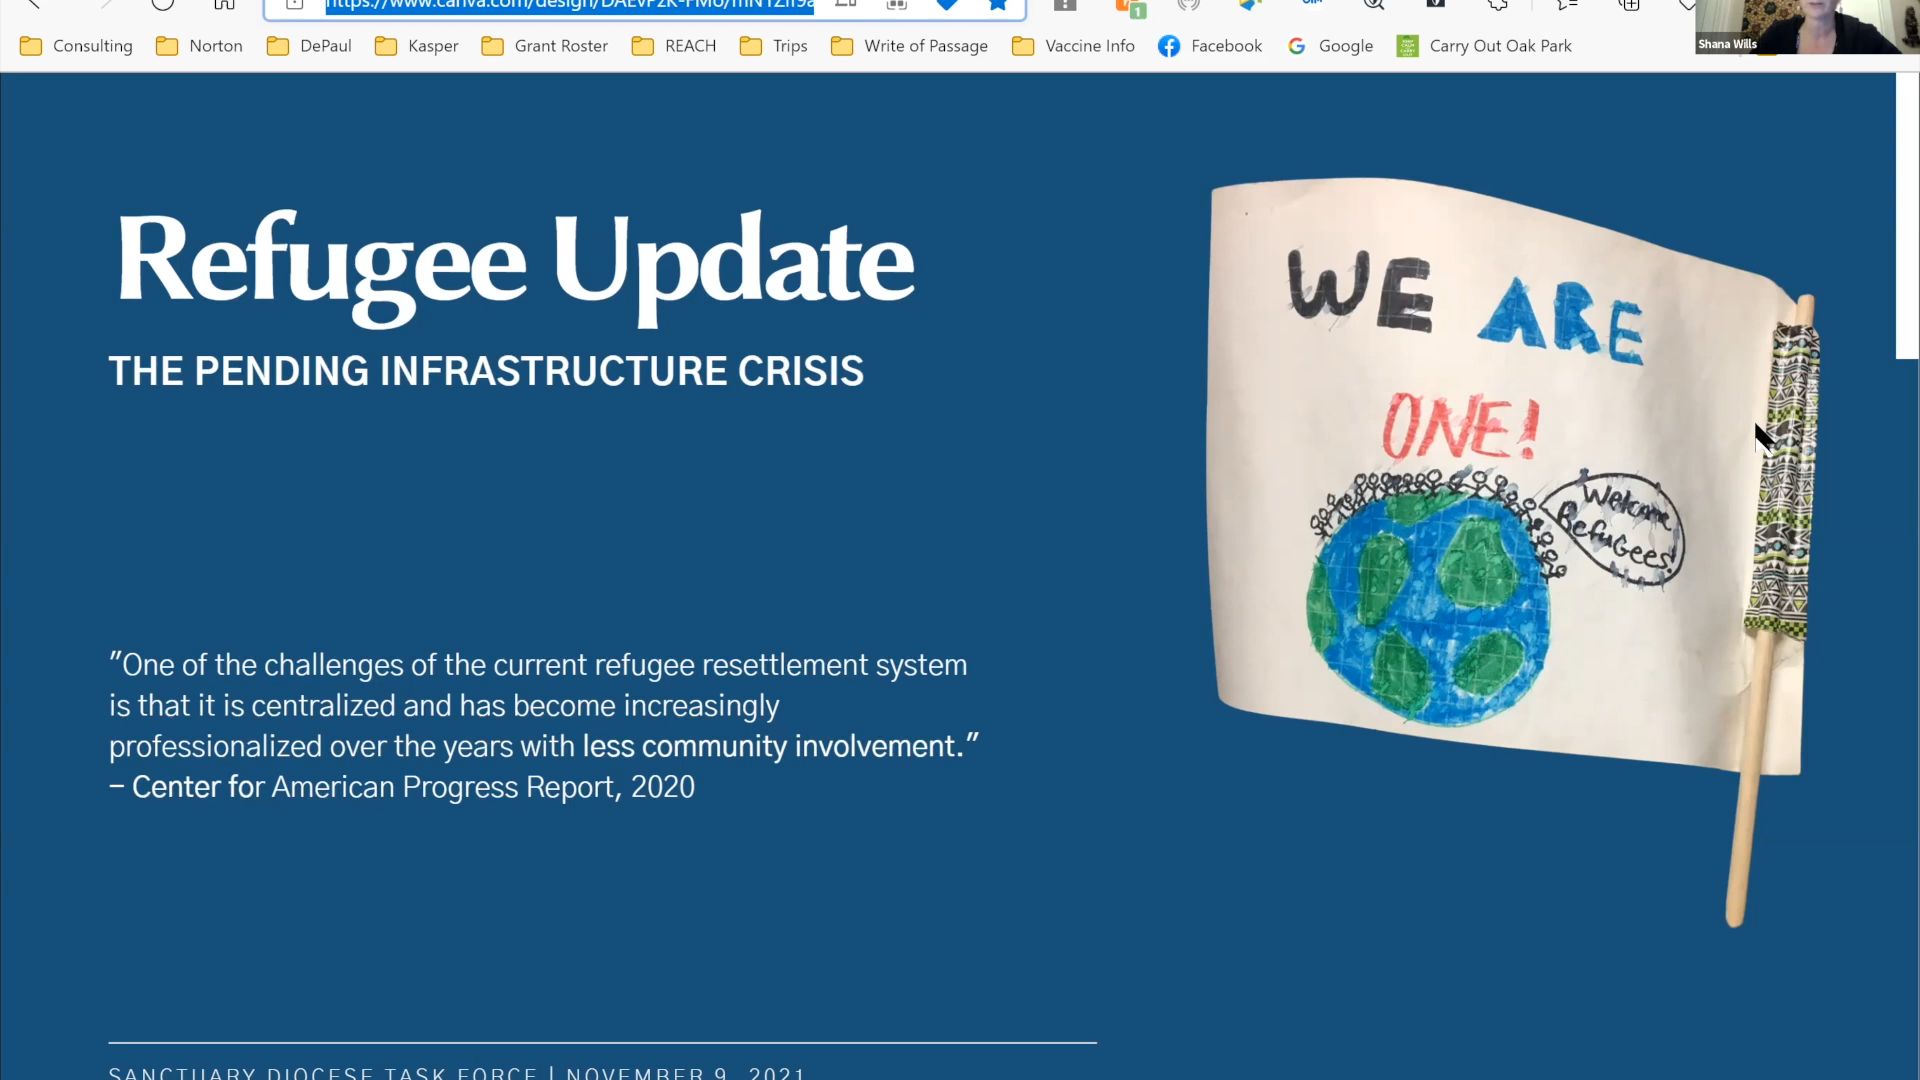 Consulting Norton DePaul Kasper Grant Roster REACH Trips Write of Passage Vaccine Info Facebook Google Carry Out Oak Park
Shana Wills
Refugee Update
THE PENDING INFRASTRUCTURE CRISIS
WE ARE
ONE!
Welcome
Refugees!
"One of the challenges of the current refugee resettlement system
is that it is centralized and has become increasingly
professionalized over the years with less community involvement."
– Center for American Progress Report, 2020
SANCTUARY DIOCESE TASK FORCE | NOVEMBER 9, 2021